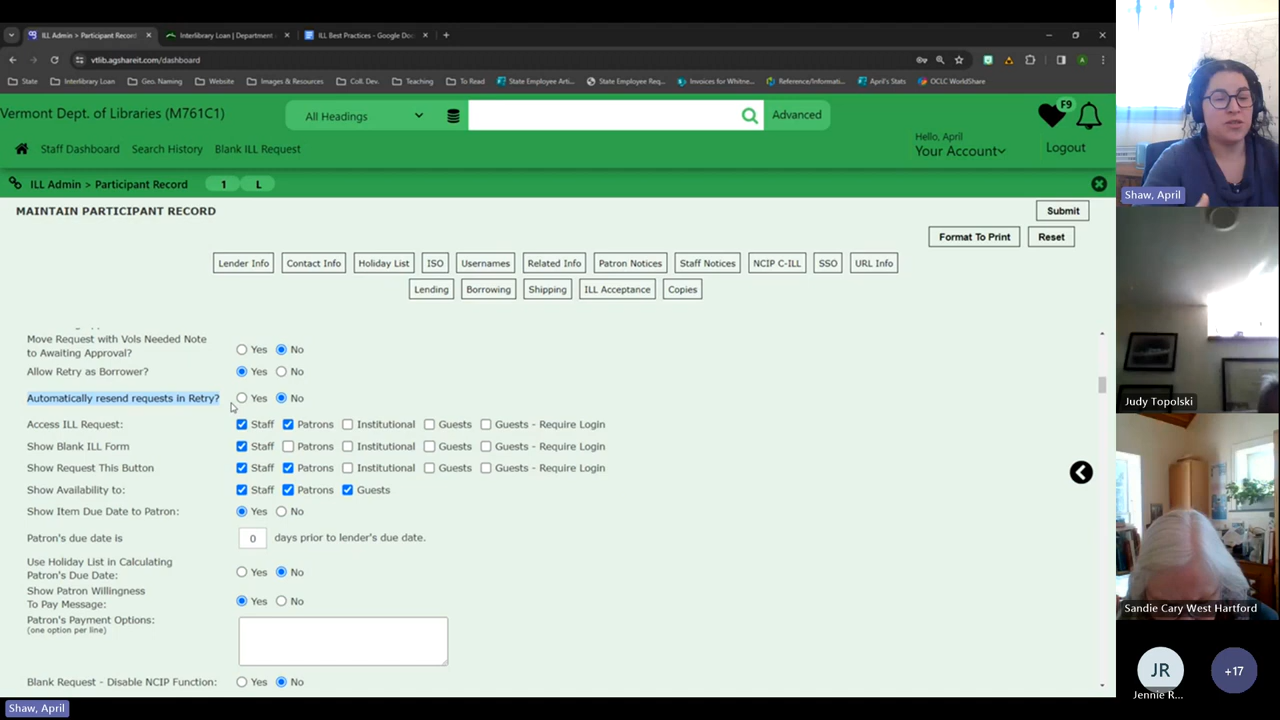 ILL Admin > Participant Record
Interlibrary Loan | Department
ILL Best Practices - Google Doc
vtlib.agshareit.com/dashboard
State
Interlibrary Loan
Geo. Naming
Website
Images & Resources
Coll. Dev.
Teaching
To Read
State Employee Arti...
State Employee Req...
Invoices for Whitne...
Reference/Informati...
April's Stats
OCLC WorldShare
Vermont Dept. of Libraries (M761C1)
All Headings
Advanced
F9
Hello, April
Your Account
Logout
Staff Dashboard
Search History
Blank ILL Request
ILL Admin > Participant Record
1
L
MAINTAIN PARTICIPANT RECORD
Submit
Format To Print
Reset
Lender Info
Contact Info
Holiday List
ISO
Usernames
Related Info
Patron Notices
Staff Notices
NCIP C-ILL
SSO
URL Info
Lending
Borrowing
Shipping
ILL Acceptance
Copies
Move Request with Vols Needed Note
to Awaiting Approval?
Yes No
Allow Retry as Borrower?
Yes No
Automatically resend requests in Retry?
Yes No
Access ILL Request:
Staff Patrons Institutional Guests Guests - Require Login
Show Blank ILL Form
Staff Patrons Institutional Guests Guests - Require Login
Show Request This Button
Staff Patrons Institutional Guests Guests - Require Login
Show Availability to:
Staff Patrons Guests
Show Item Due Date to Patron:
Yes No
Patron's due date is 0 days prior to lender's due date.
Use Holiday List in Calculating
Patron's Due Date:
Yes No
Show Patron Willingness
To Pay Message:
Yes No
Patron's Payment Options:
(one option per line)
Blank Request - Disable NCIP Function:
Yes No
Shaw, April
Shaw, April
Judy Topolski
Sandie Cary West Hartford
JR
Jennie R...
+17